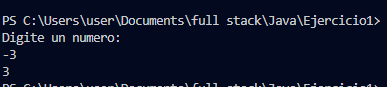 PS C:\Users\user\Documents\full stack\Java\Ejercicio1>
Digite un numero:
-3
3
PS C:\Users\user\Documents\full stack\Java\Ejercicio1>